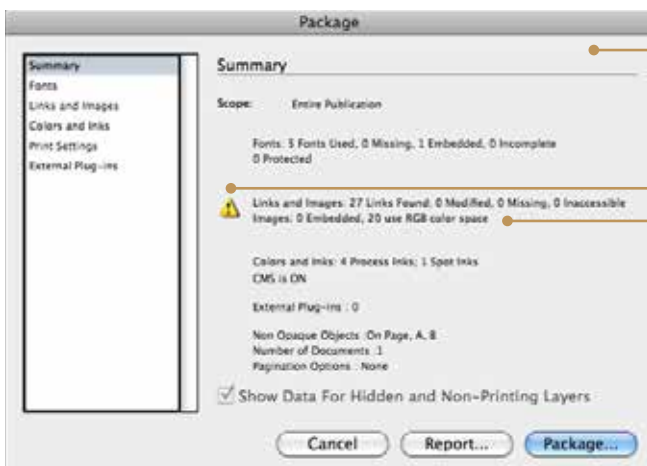 Package
Summary
Fonts
Links and Images
Colors and Inks
Print Settings
External Plug-ins
Summary
Scope: Entire Publication
Fonts: 5 Fonts Used, 0 Missing, 1 Embedded, 0 Incomplete
0 Protected
Links and Images: 27 Links Found; 0 Modified, 0 Missing, 0 Inaccessible
Images: 0 Embedded, 20 use RGB color space
Colors and Inks: 4 Process Inks; 1 Spot Inks
CMS is ON
External Plug-ins : 0
Non Opaque Objects :On Page, A, B
Number of Documents :1
Pagination Options : None
Show Data For Hidden and Non-Printing Layers
Cancel
Report...
Package...